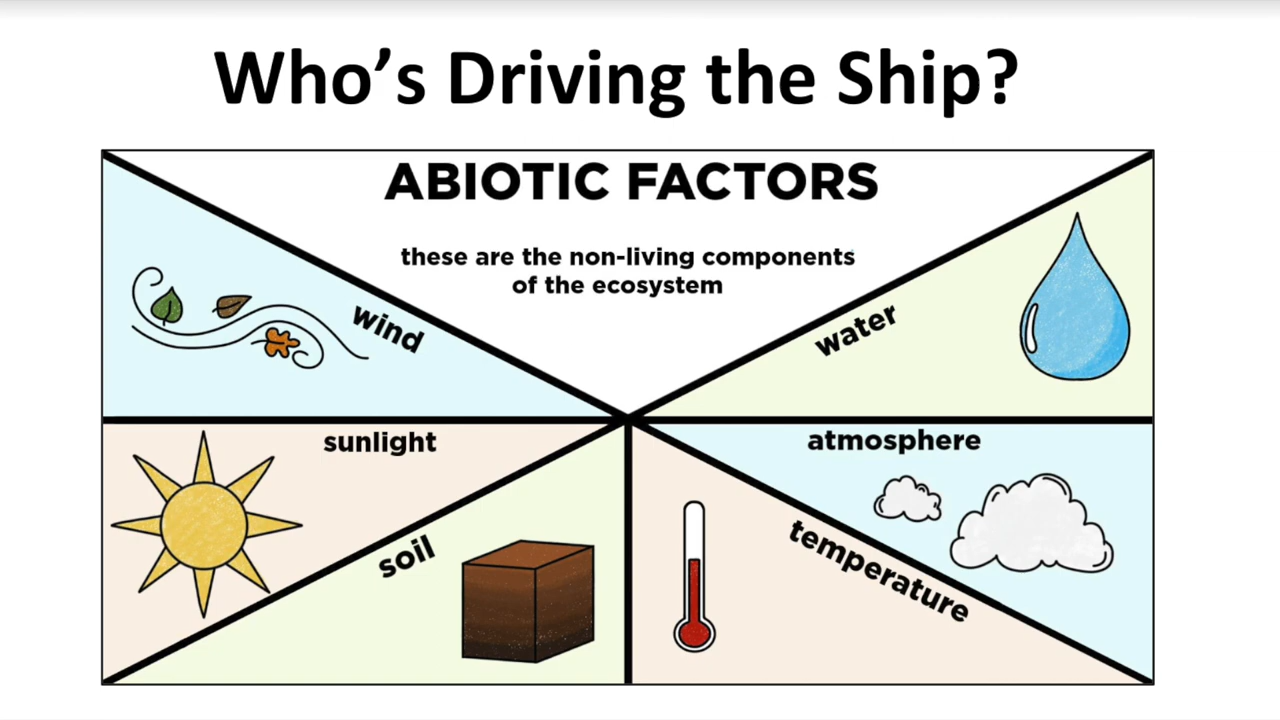 Who's Driving the Ship?
ABIOTIC FACTORS
these are the non-living components
of the ecosystem
wind
water
sunlight
atmosphere
soil
temperature